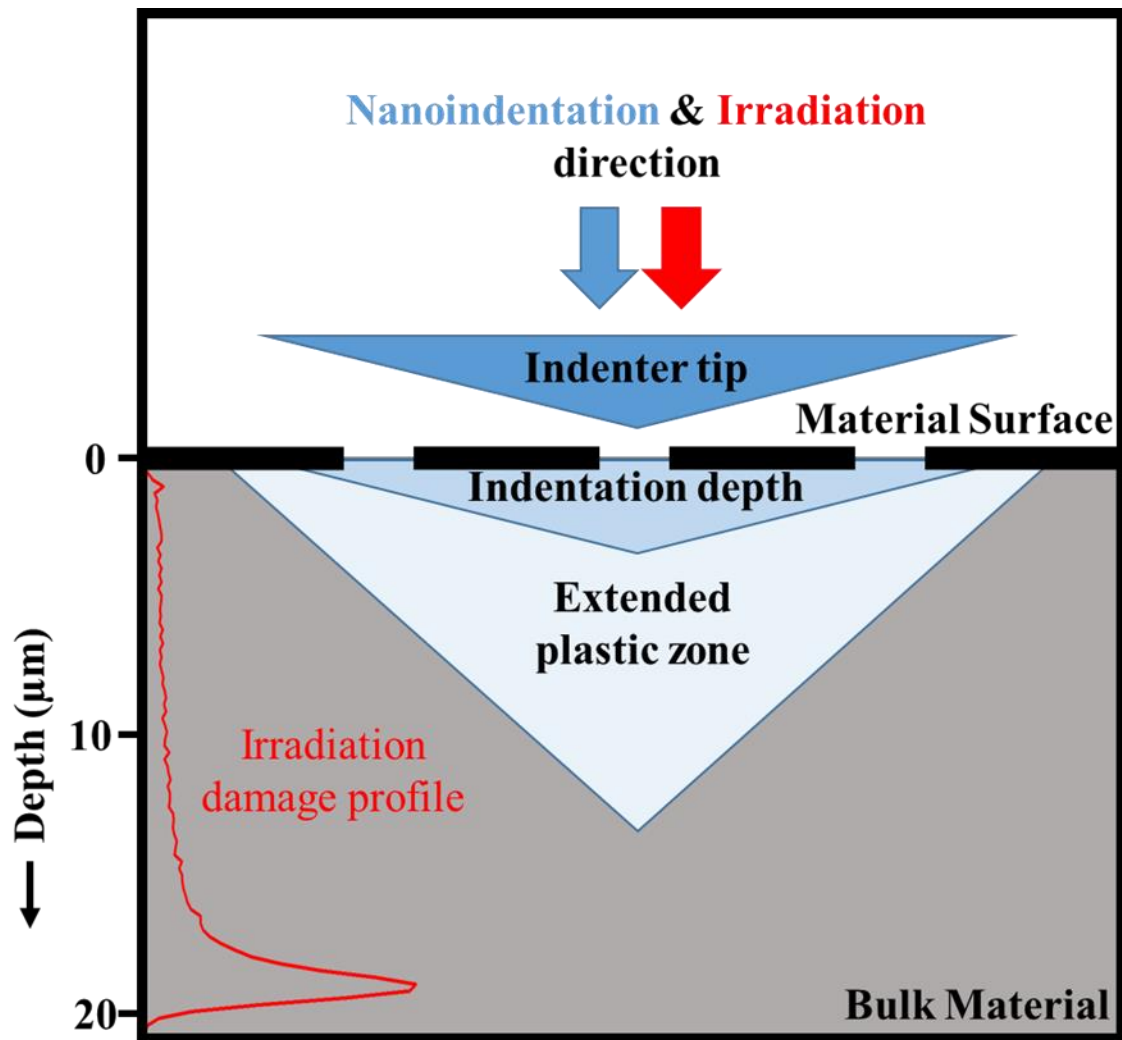 Nanoindentation & Irradiation
direction
Indenter tip
Material Surface
0
Indentation depth
Extended
plastic zone
10
Irradiation
damage profile
← Depth (μm)
20
Bulk Material